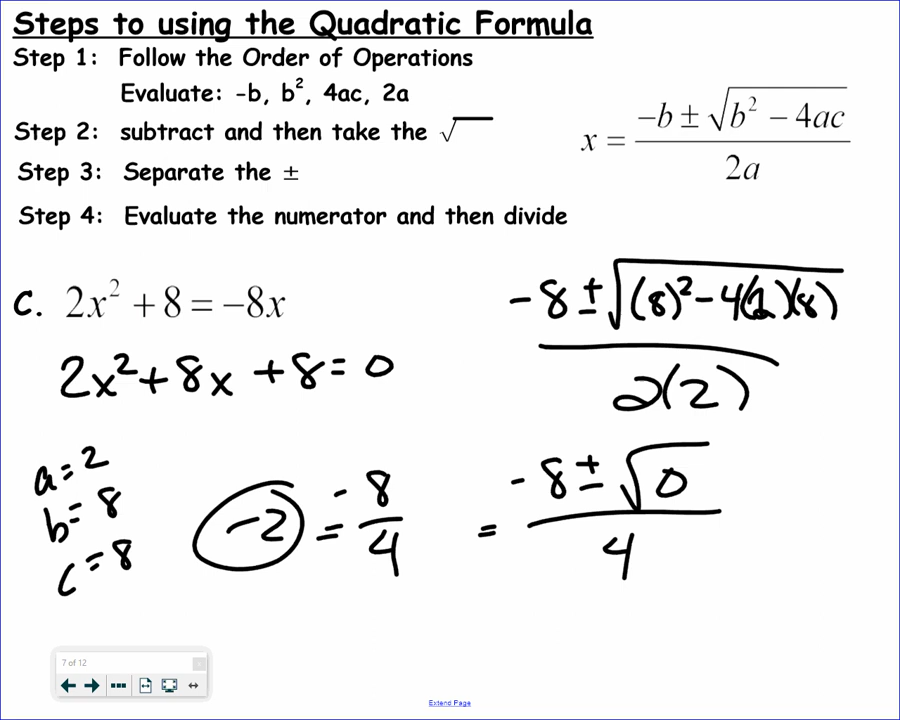 Steps to using the Quadratic Formula
Step 1: Follow the Order of Operations
Evaluate: -b, b², 4ac, 2a
Step 2: subtract and then take the √
Step 3: Separate the ±
Step 4: Evaluate the numerator and then divide
x = (-b ± √(b² - 4ac)) / 2a
C. 2x² + 8 = -8x
2x² + 8x + 8 = 0
a = 2
b = 8
c = 8
(-8 ± √((8)² - 4(2)(8))) / 2(2)
= (-8 ± √0) / 4
= -8/4
-2
7 of 12
Extend Page